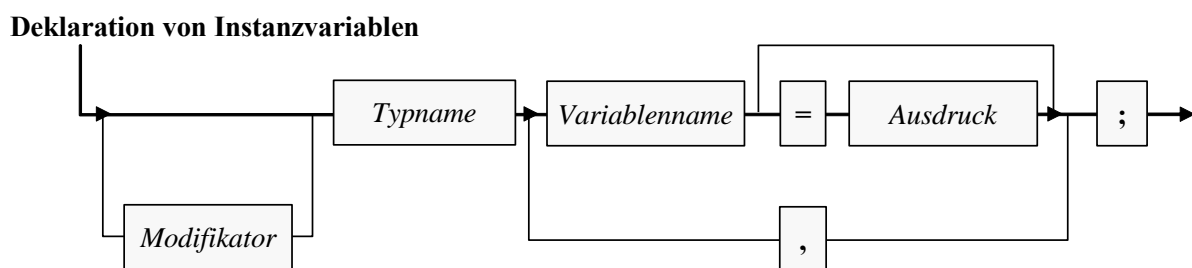 Deklaration von Instanzvariablen
Typname Variablenname = Ausdruck ;
Modifikator ,